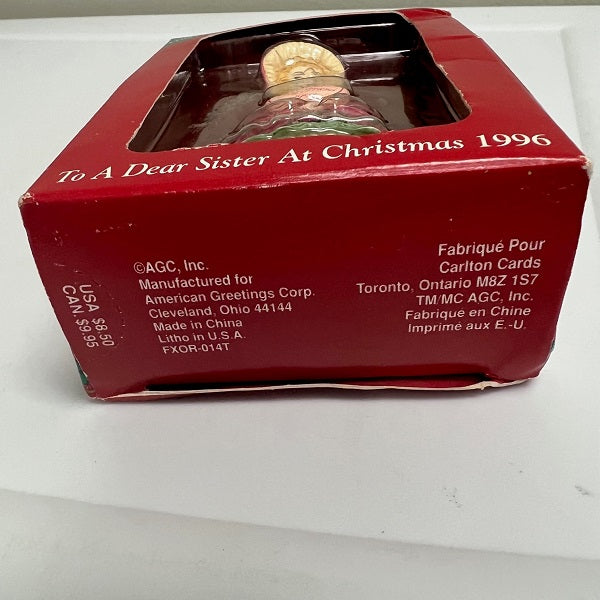 To A Dear Sister At Christmas 1996
USA $8.50
CAN. $9.95
©AGC, Inc.
Manufactured for
American Greetings Corp.
Cleveland, Ohio 44144
Made in China
Litho in U.S.A.
FXOR-014T
Fabriqué Pour
Carlton Cards
Toronto, Ontario M8Z 1S7
TM/MC AGC, Inc.
Fabriqué en Chine
Imprimé aux E.-U.